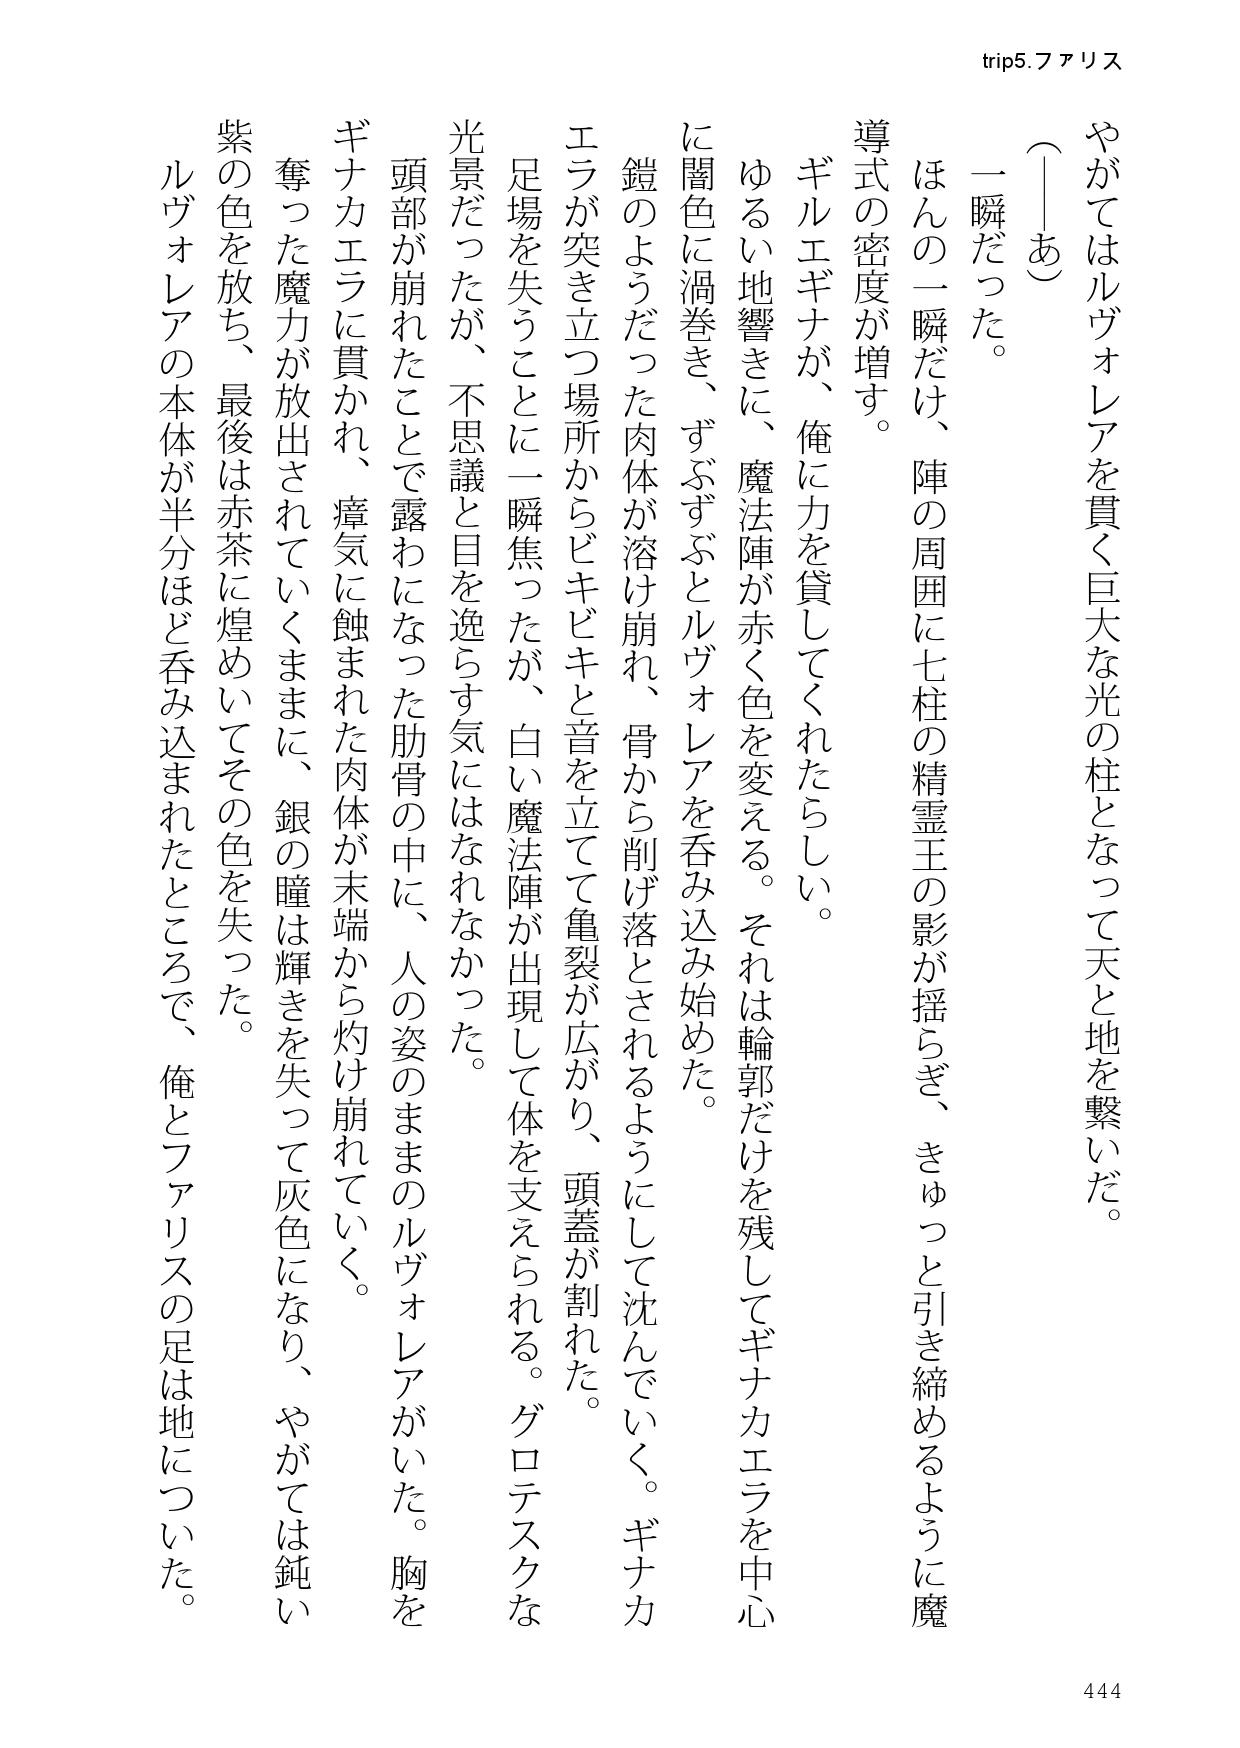 trip5.ファリス
やがてはルヴォレアを貫く巨大な光の柱となって天と地を繋いだ。
（――あ）
一瞬だった。
ほんの一瞬だけ、陣の周囲に七柱の精霊王の影が揺らぎ、きゅっと引き締めるように魔
導式の密度が増す。
ギルエギナが、俺に力を貸してくれたらしい。
ゆるい地響きに、魔法陣が赤く色を変える。それは輪郭だけを残してギナカエラを中心
に闇色に渦巻き、ずぶずぶとルヴォレアを呑み込み始めた。
鎧のようだった肉体が溶け崩れ、骨から削げ落とされるようにして沈んでいく。ギナカ
エラが突き立つ場所からビキビキと音を立てて亀裂が広がり、頭蓋が割れた。
足場を失うことに一瞬焦ったが、白い魔法陣が出現して体を支えられる。グロテスクな
光景だったが、不思議と目を逸らす気にはなれなかった。
頭部が崩れたことで露わになった肋骨の中に、人の姿のままのルヴォレアがいた。胸を
ギナカエラに貫かれ、瘴気に蝕まれた肉体が末端から灼け崩れていく。
奪った魔力が放出されていくままに、銀の瞳は輝きを失って灰色になり、やがては鈍い
紫の色を放ち、最後は赤茶に煌めいてその色を失った。
ルヴォレアの本体が半分ほど呑み込まれたところで、俺とファリスの足は地についた。
444